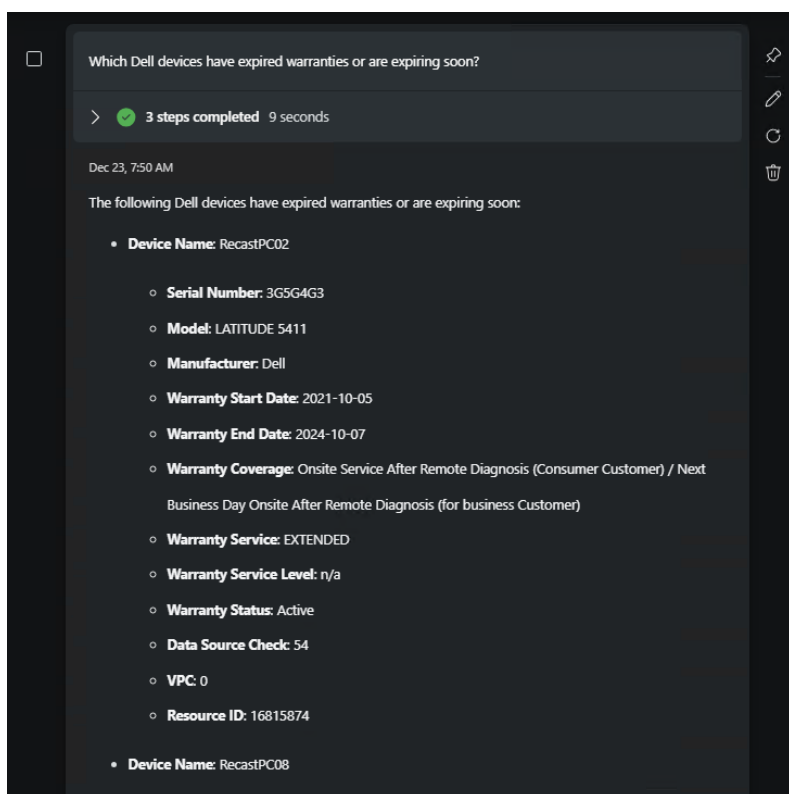 Which Dell devices have expired warranties or are expiring soon?
3 steps completed 9 seconds
Dec 23, 7:50 AM
The following Dell devices have expired warranties or are expiring soon:
• Device Name: RecastPC02
◦ Serial Number: 3G5G4G3
◦ Model: LATITUDE 5411
◦ Manufacturer: Dell
◦ Warranty Start Date: 2021-10-05
◦ Warranty End Date: 2024-10-07
◦ Warranty Coverage: Onsite Service After Remote Diagnosis (Consumer Customer) / Next
Business Day Onsite After Remote Diagnosis (for business Customer)
◦ Warranty Service: EXTENDED
◦ Warranty Service Level: n/a
◦ Warranty Status: Active
◦ Data Source Check: 54
◦ VPC: 0
◦ Resource ID: 16815874
• Device Name: RecastPC08